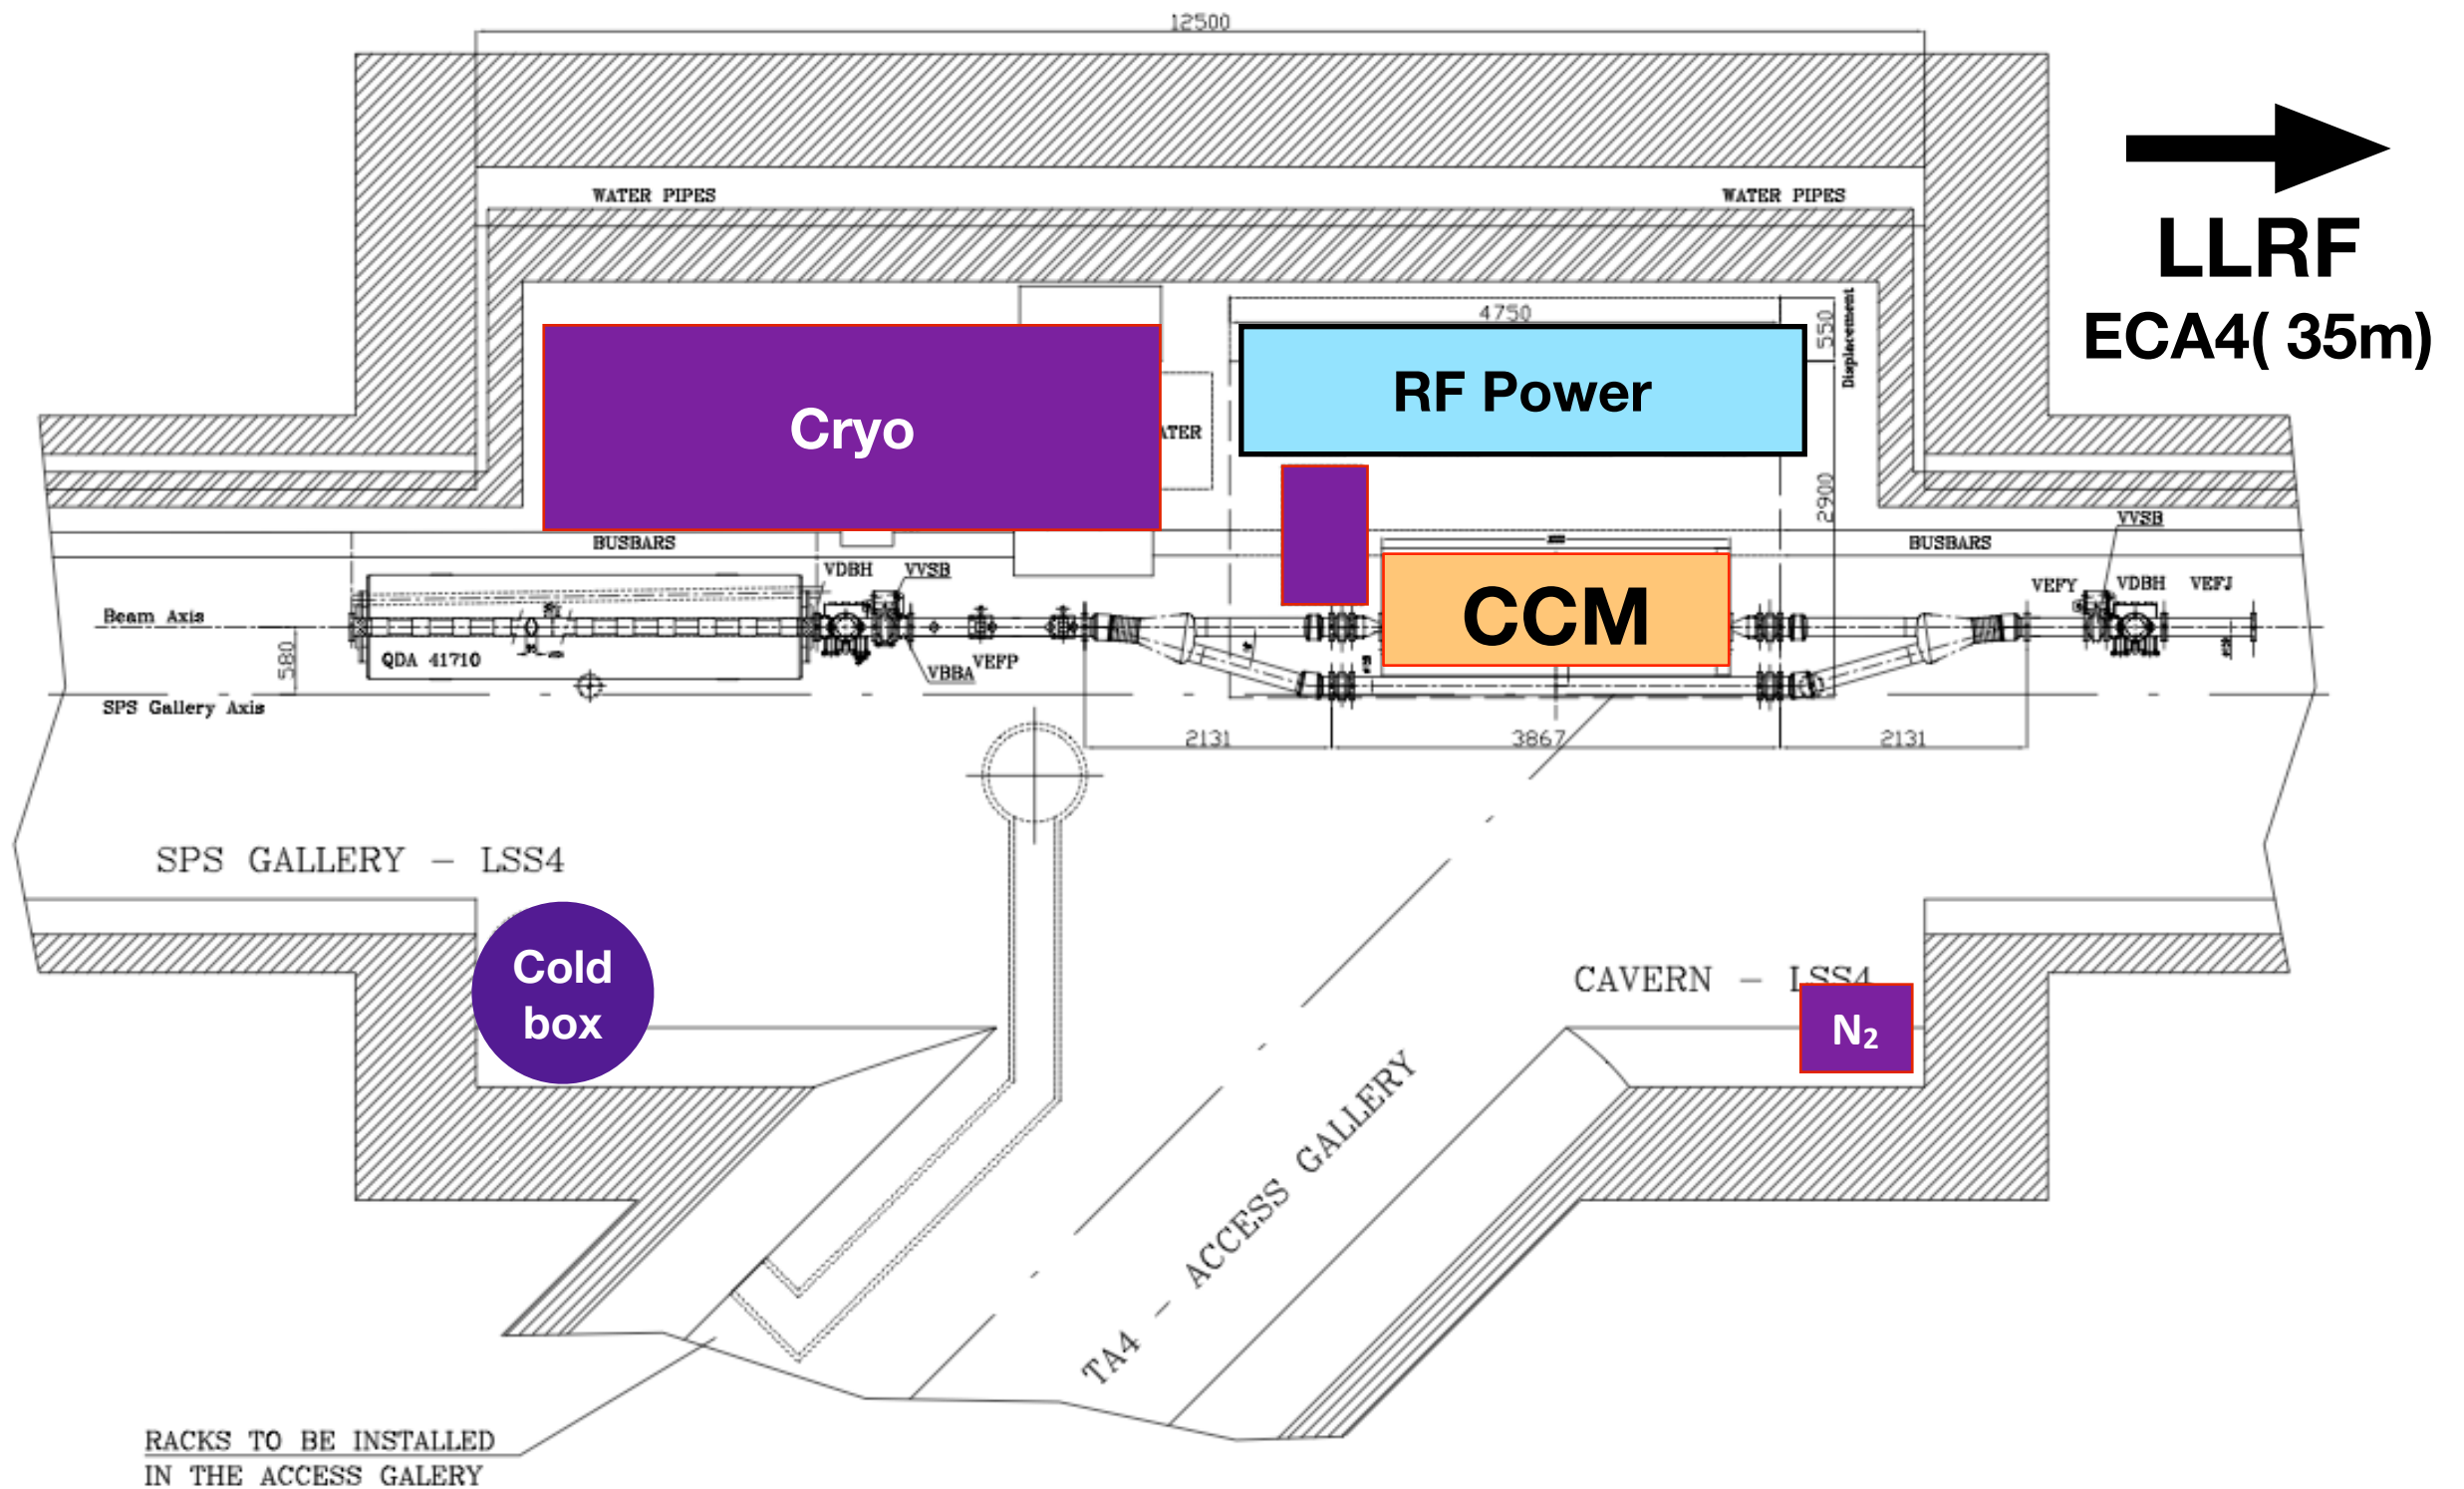 12500
WATER PIPES
WATER PIPES
LLRF
ECA4( 35m)
4750
550
Displacement
RF Power
Cryo
ATER
2900
VVSB
BUSBARS
BUSBARS
VDBH
VVSB
VEFY
VDBH
VEFJ
CCM
Beam Axis
QDA 41710
580
VEFP
VBBA
SPS Gallery Axis
2131
3867
2131
SPS GALLERY - LSS4
Cold
box
CAVERN - LSS4
N₂
TA4 - ACCESS GALLERY
RACKS TO BE INSTALLED
IN THE ACCESS GALERY